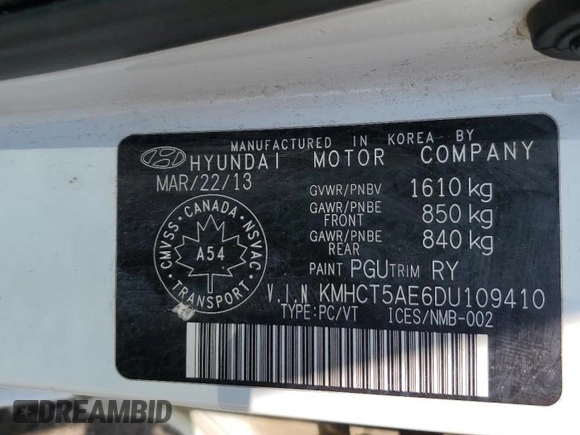 MANUFACTURED IN KOREA BY
HYUNDAI MOTOR COMPANY
MAR/22/13
GVWR/PNBV 1610 kg
GAWR/PNBE FRONT 850 kg
GAWR/PNBE REAR 840 kg
CMVSS • CANADA • NSVAC
A54
TRANSPORT
PAINT PGU TRIM RY
V.I.N KMHCT5AE6DU109410
TYPE:PC/VT ICES/NMB-002
DREAMBID